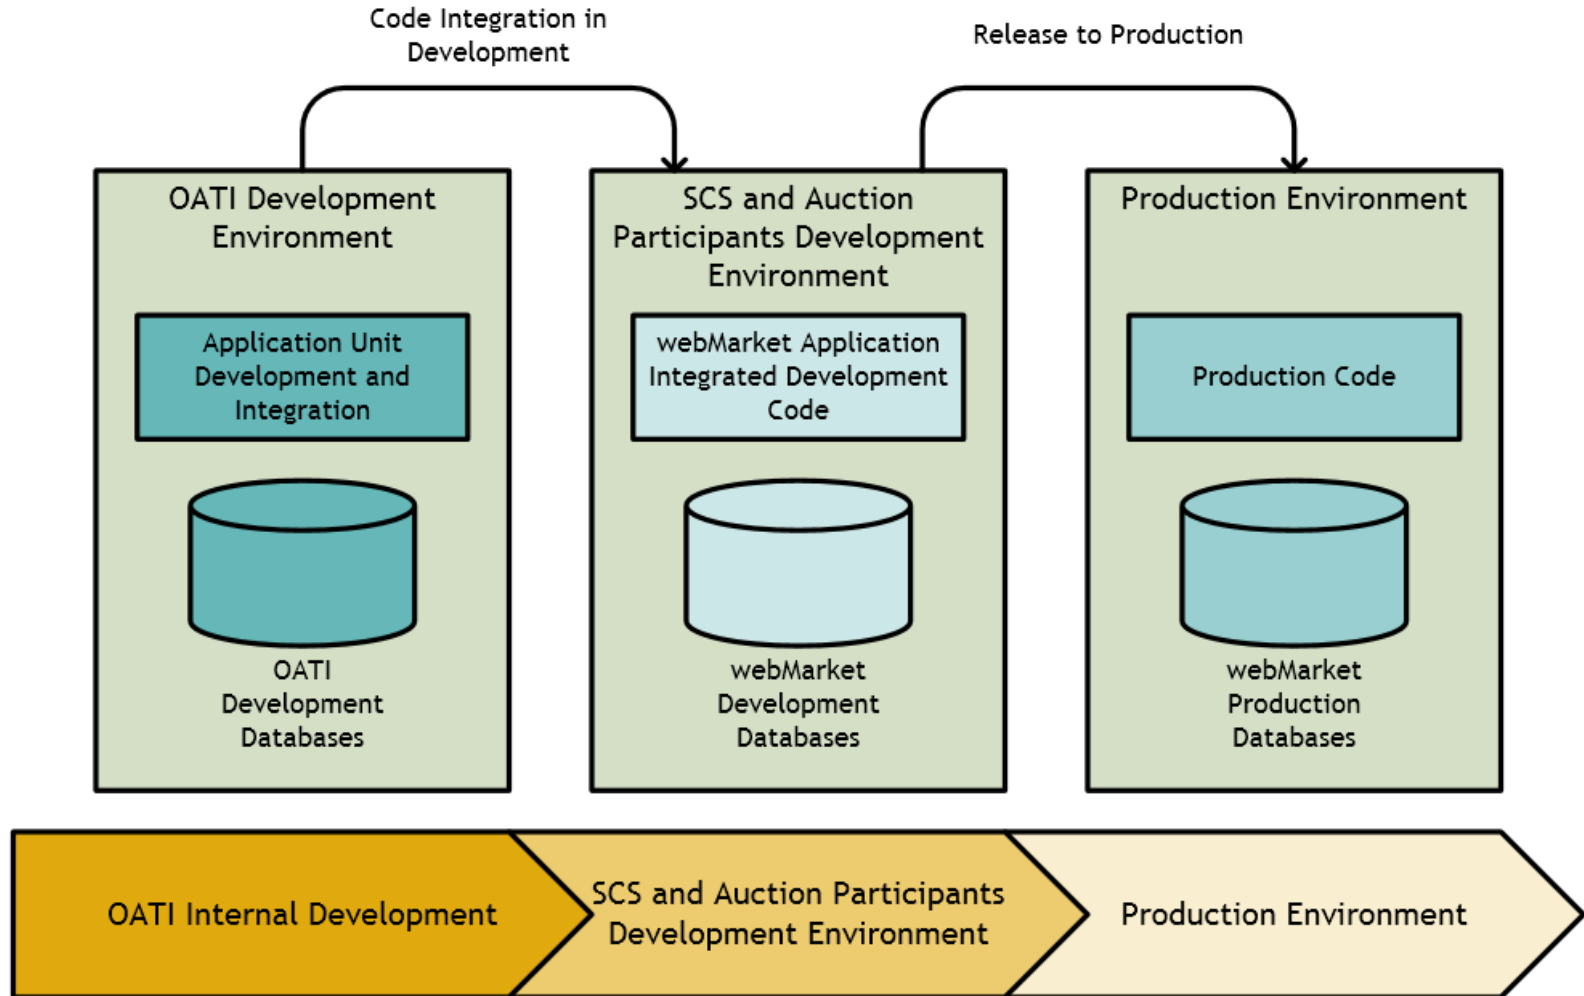 Code Integration in
Development
Release to Production
OATI Development
Environment
Application Unit
Development and
Integration
OATI
Development
Databases
SCS and Auction
Participants Development
Environment
webMarket Application
Integrated Development
Code
webMarket
Development
Databases
Production Environment
Production Code
webMarket
Production
Databases
OATI Internal Development
SCS and Auction Participants
Development Environment
Production Environment